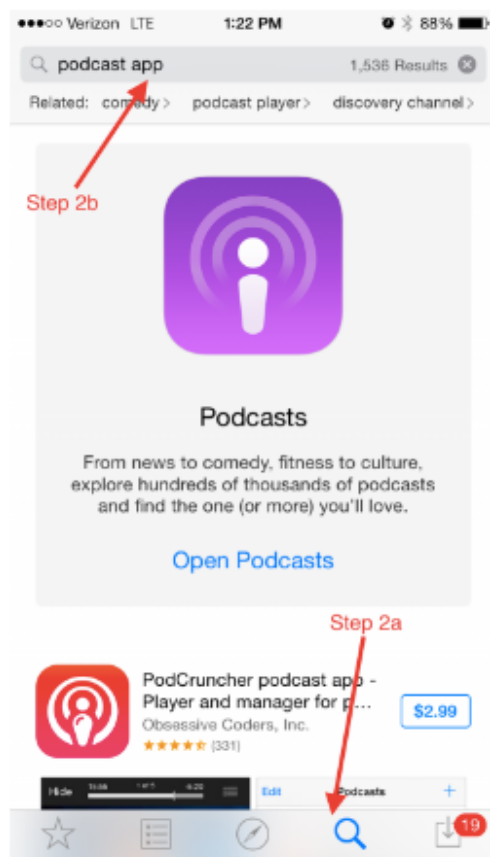 Verizon LTE 1:22 PM 88%
podcast app 1,536 Results
Related: comedy > podcast player > discovery channel >
Step 2b
Podcasts
From news to comedy, fitness to culture,
explore hundreds of thousands of podcasts
and find the one (or more) you'll love.
Open Podcasts
Step 2a
PodCruncher podcast app -
Player and manager for p...
$2.99
Obsessive Coders, Inc.
(331)
Hide Edit Podcasts +
19